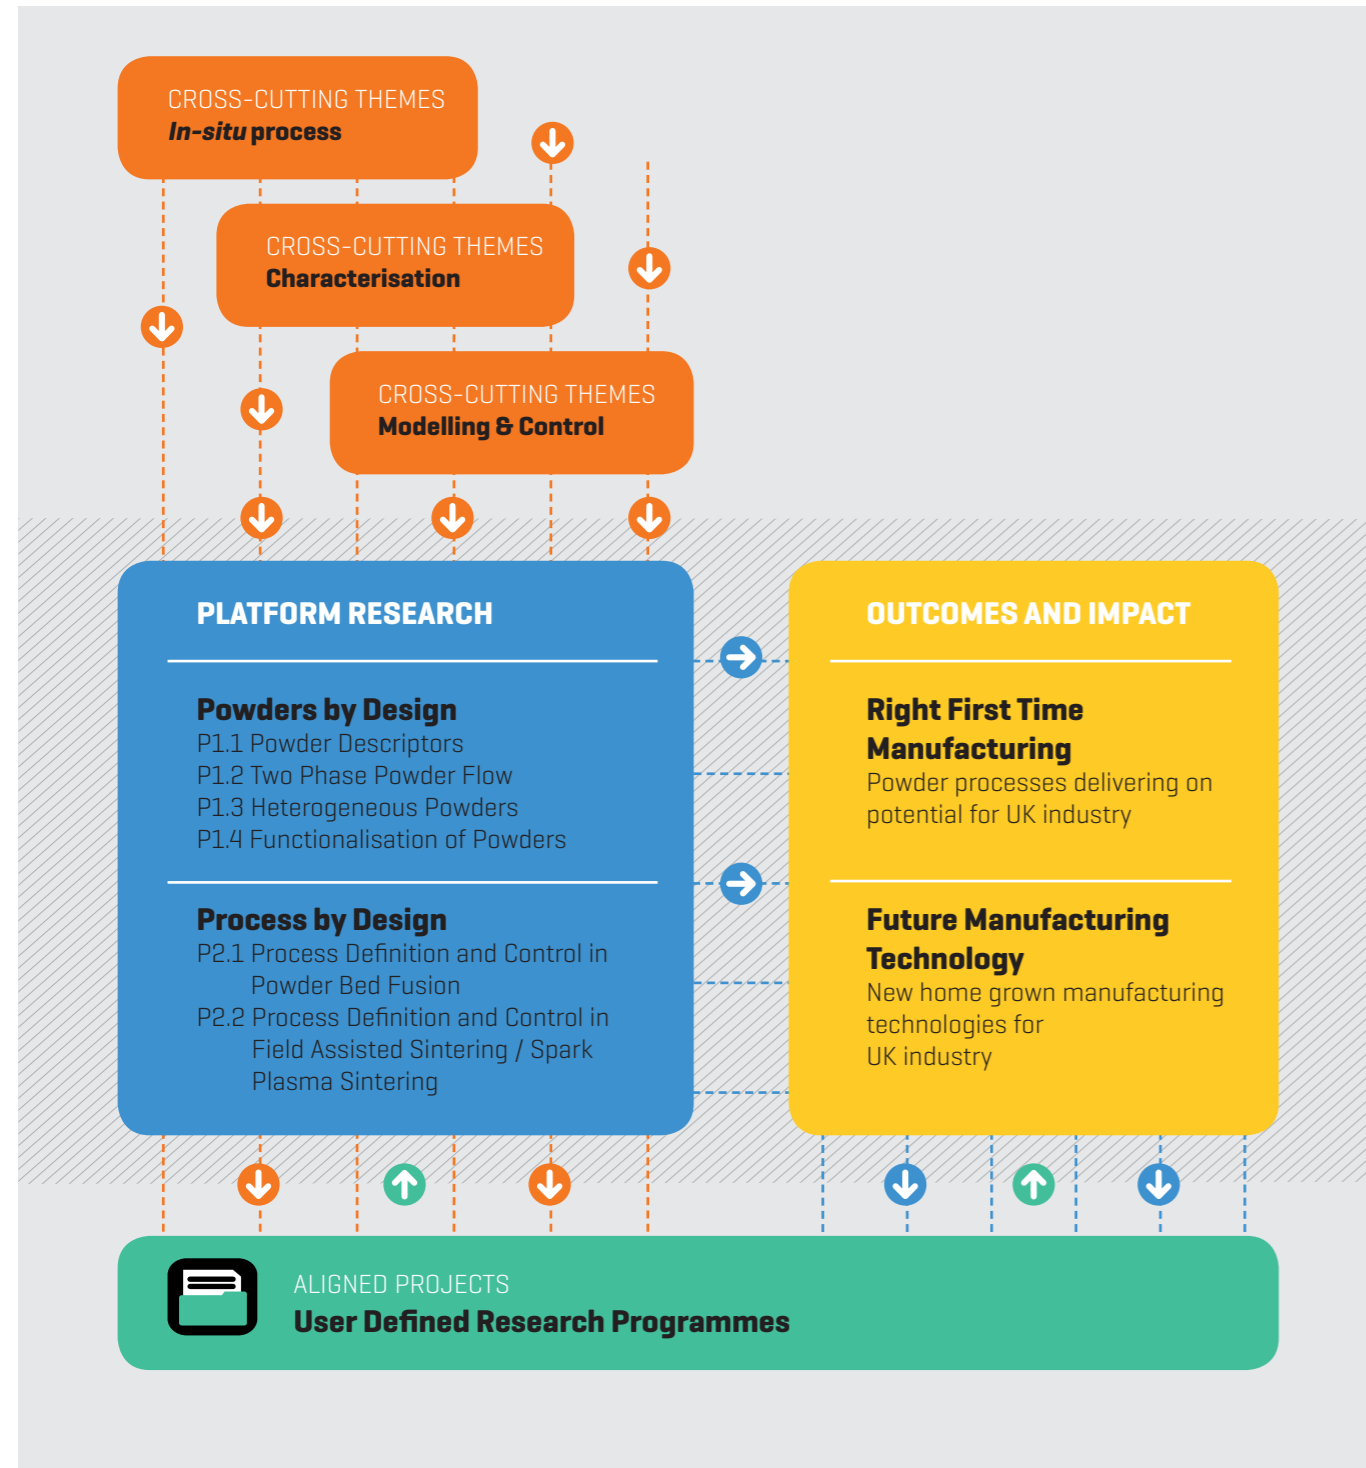 CROSS-CUTTING THEMES
In-situ process
CROSS-CUTTING THEMES
Characterisation
CROSS-CUTTING THEMES
Modelling & Control
PLATFORM RESEARCH
Powders by Design
P1.1 Powder Descriptors
P1.2 Two Phase Powder Flow
P1.3 Heterogeneous Powders
P1.4 Functionalisation of Powders
Process by Design
P2.1 Process Definition and Control in
Powder Bed Fusion
P2.2 Process Definition and Control in
Field Assisted Sintering / Spark
Plasma Sintering
OUTCOMES AND IMPACT
Right First Time
Manufacturing
Powder processes delivering on
potential for UK industry
Future Manufacturing
Technology
New home grown manufacturing
technologies for
UK industry
ALIGNED PROJECTS
User Defined Research Programmes